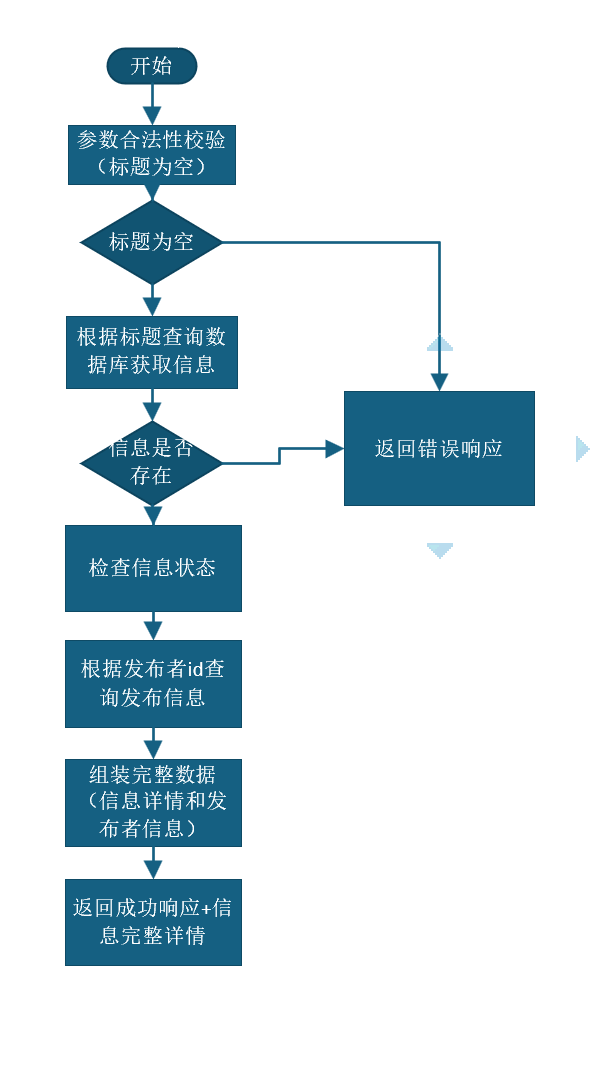 开始
参数合法性校验
（标题为空）
标题为空
根据标题查询数
据库获取信息
信息是否
存在
返回错误响应
检查信息状态
根据发布者id查
询发布信息
组装完整数据
（信息详情和发
布者信息）
返回成功响应+信
息完整详情